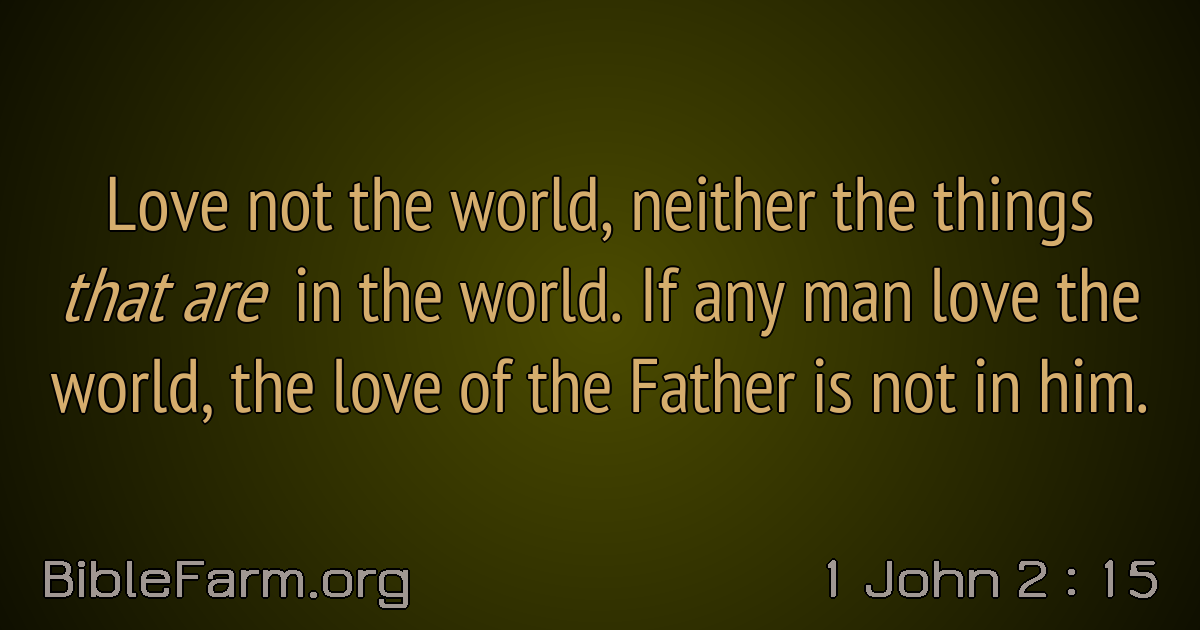 Love not the world, neither the things
that are in the world. If any man love the
world, the love of the Father is not in him.
BibleFarm.org
1 John 2 : 15